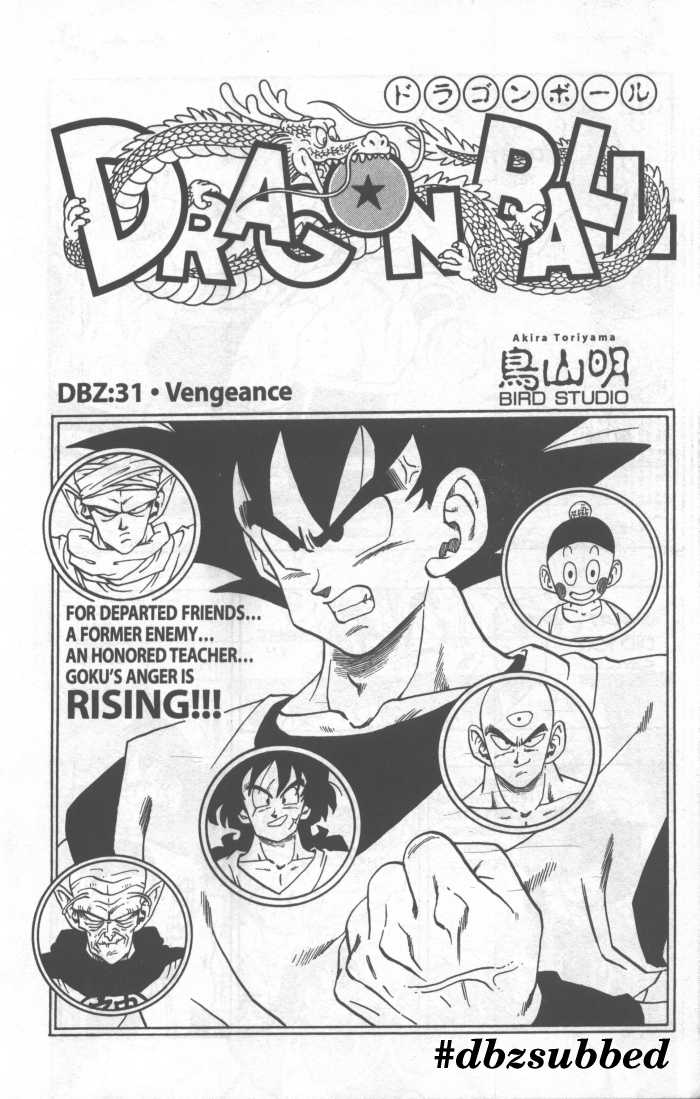 ドラゴンボール
DRAGON BALL
Akira Toriyama
鳥山明
BIRD STUDIO
DBZ:31 • Vengeance
FOR DEPARTED FRIENDS...
A FORMER ENEMY...
AN HONORED TEACHER...
GOKU'S ANGER IS
RISING!!!
#dbzsubbed